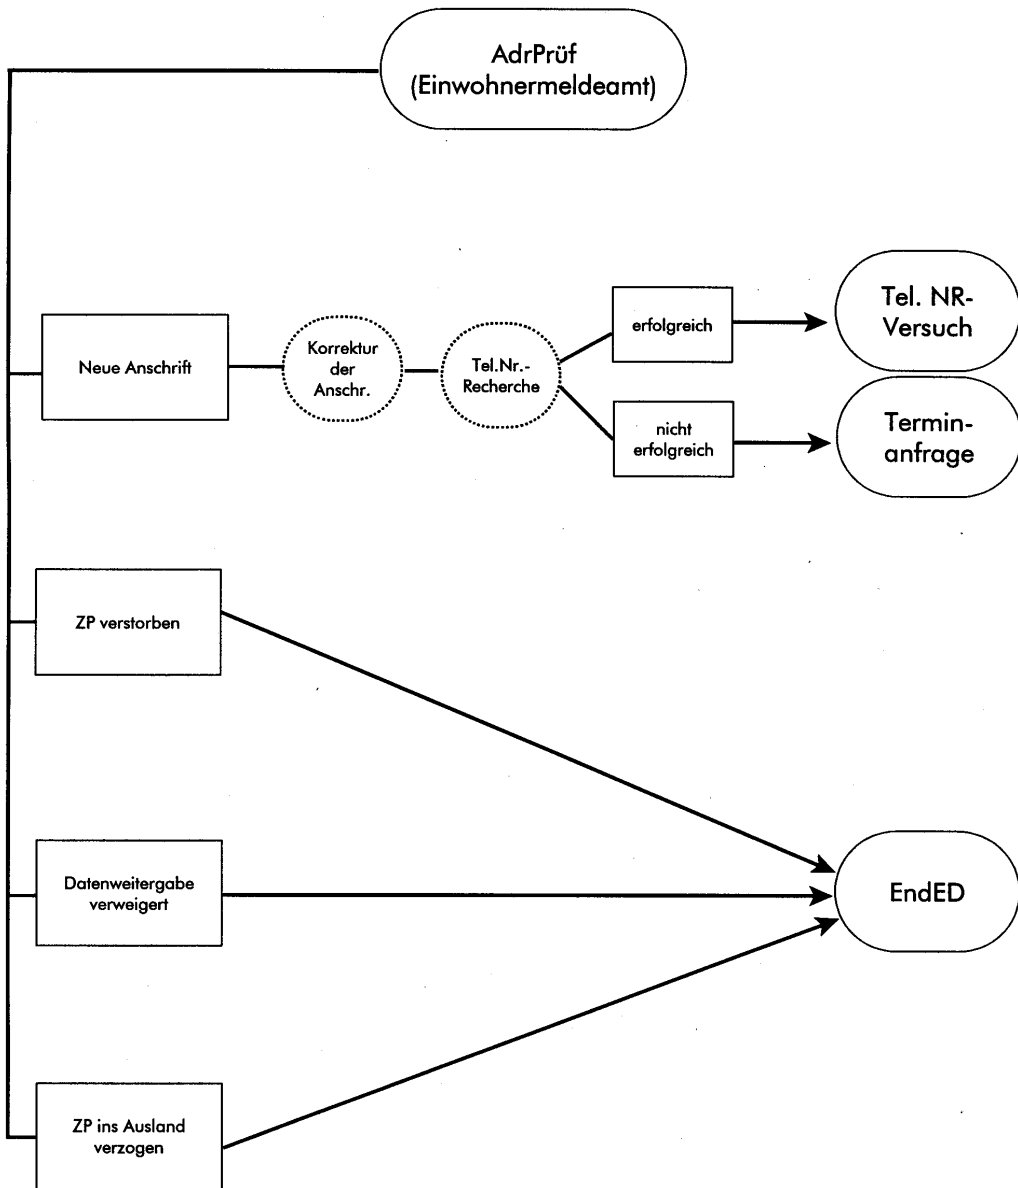 AdrPrüf
(Einwohnermeldeamt)
Neue Anschrift
Korrektur
der
Anschr.
Tel.Nr.-
Recherche
erfolgreich
Tel. NR-
Versuch
nicht
erfolgreich
Termin-
anfrage
ZP verstorben
Datenweitergabe
verweigert
EndED
ZP ins Ausland
verzogen